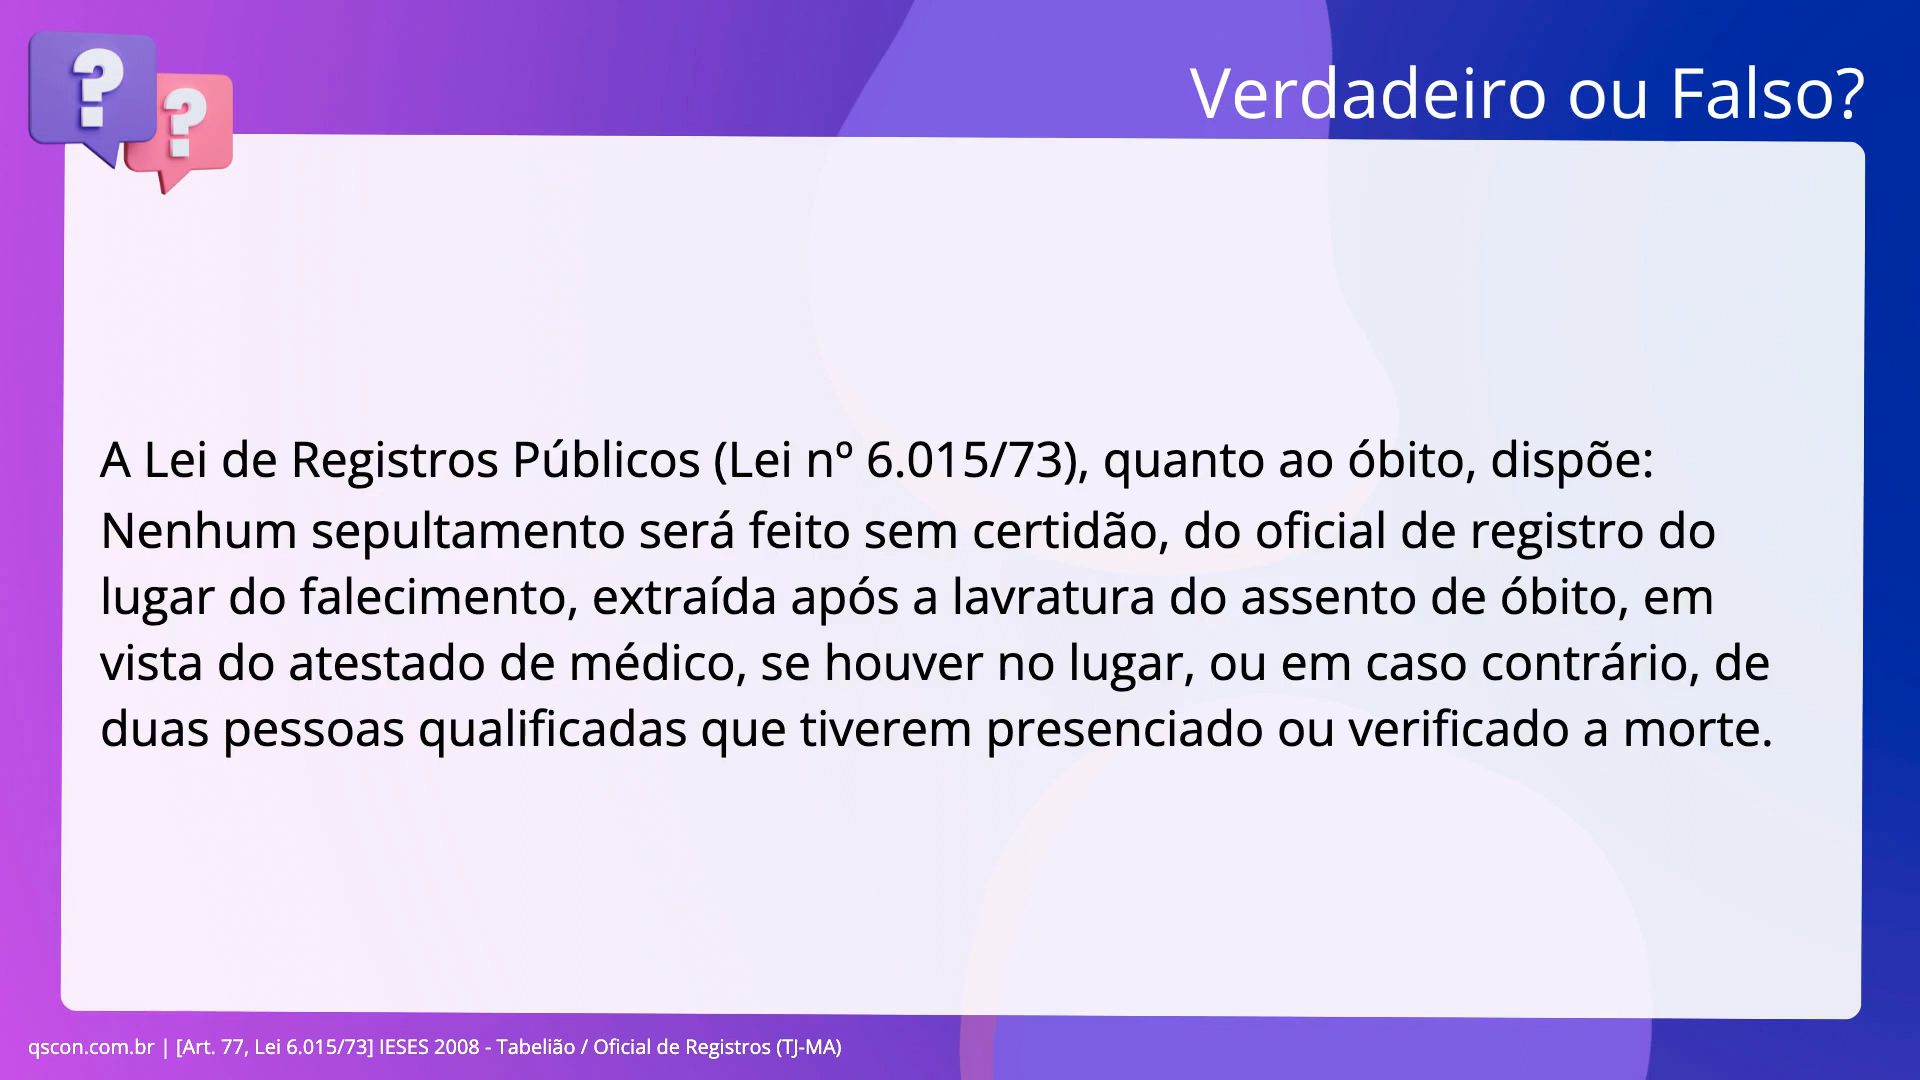 Verdadeiro ou Falso?
A Lei de Registros Públicos (Lei nº 6.015/73), quanto ao óbito, dispõe:
Nenhum sepultamento será feito sem certidão, do oficial de registro do
lugar do falecimento, extraída após a lavratura do assento de óbito, em
vista do atestado de médico, se houver no lugar, ou em caso contrário, de
duas pessoas qualificadas que tiverem presenciado ou verificado a morte.
qscon.com.br | [Art. 77, Lei 6.015/73] IESES 2008 - Tabelião / Oficial de Registros (TJ-MA)